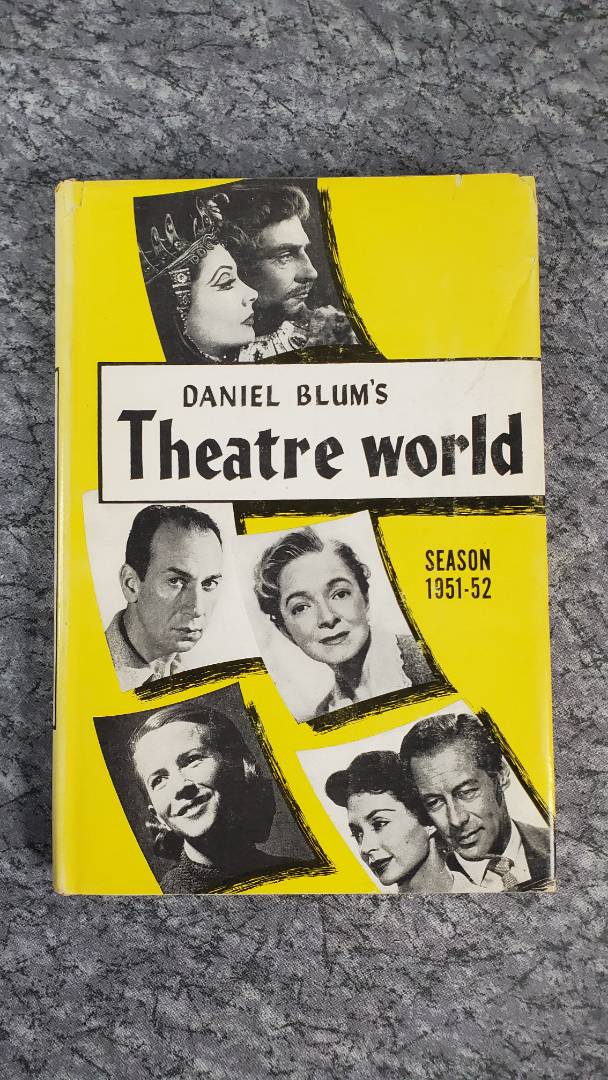 DANIEL BLUM'S
Theatre world
SEASON
1951-52